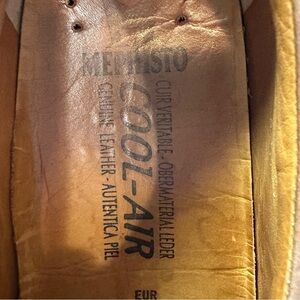 MEPHISTO
COOL-AIR
CUIR VERITABLE - OBERMATERIAL LEDER
GENUINE LEATHER - AUTENTICA PIEL
EUR